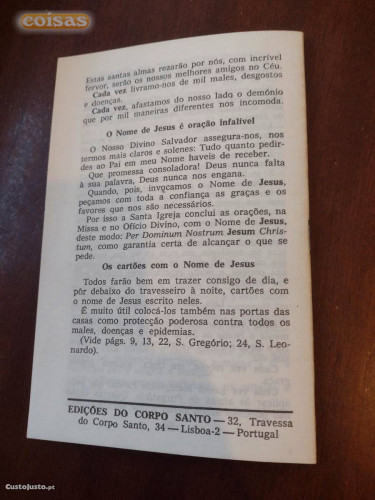 coisas
Estas santas almas rezarão por nós, com incrível
fervor, serão os nossos melhores amigos no Céu.
Cada vez livramo-nos de mil males, desgostos
e doenças.
Cada vez, afastamos do nosso lado o demónio
que por mil maneiras diferentes nos incomoda.
O Nome de Jesus é oração infalível
O Nosso Divino Salvador assegura-nos, nos
termos mais claros e solenes: Tudo quanto pedir-
des ao Pai em meu Nome haveis de receber.
Que promessa consoladora! Deus nunca falta
à sua palavra, Deus nunca nos engana.
Quando, pois, invocamos o Nome de Jesus,
peçamos com toda a confiança as graças e os
favores que nos são necessários.
Por isso a Santa Igreja conclui as orações, na
Missa e no Ofício Divino, com o Nome de Jesus,
deste modo: Per Dominum Nostrum Jesum Chris-
tum, como garantia certa de alcançar o que se
pede.
Os cartões com o Nome de Jesus
Todos farão bem em trazer consigo de dia, e
pôr debaixo do travesseiro à noite, cartões com
o nome de Jesus escrito neles.
É muito útil colocá-los também nas portas das
casas como protecção poderosa contra todos os
males, doenças e epidemias.
(Vide págs. 9, 13, 22, S. Gregório; 24, S. Leo-
nardo).
EDIÇÕES DO CORPO SANTO — 32, Travessa
do Corpo Santo, 34 — Lisboa-2 — Portugal
CustoJusto.pt